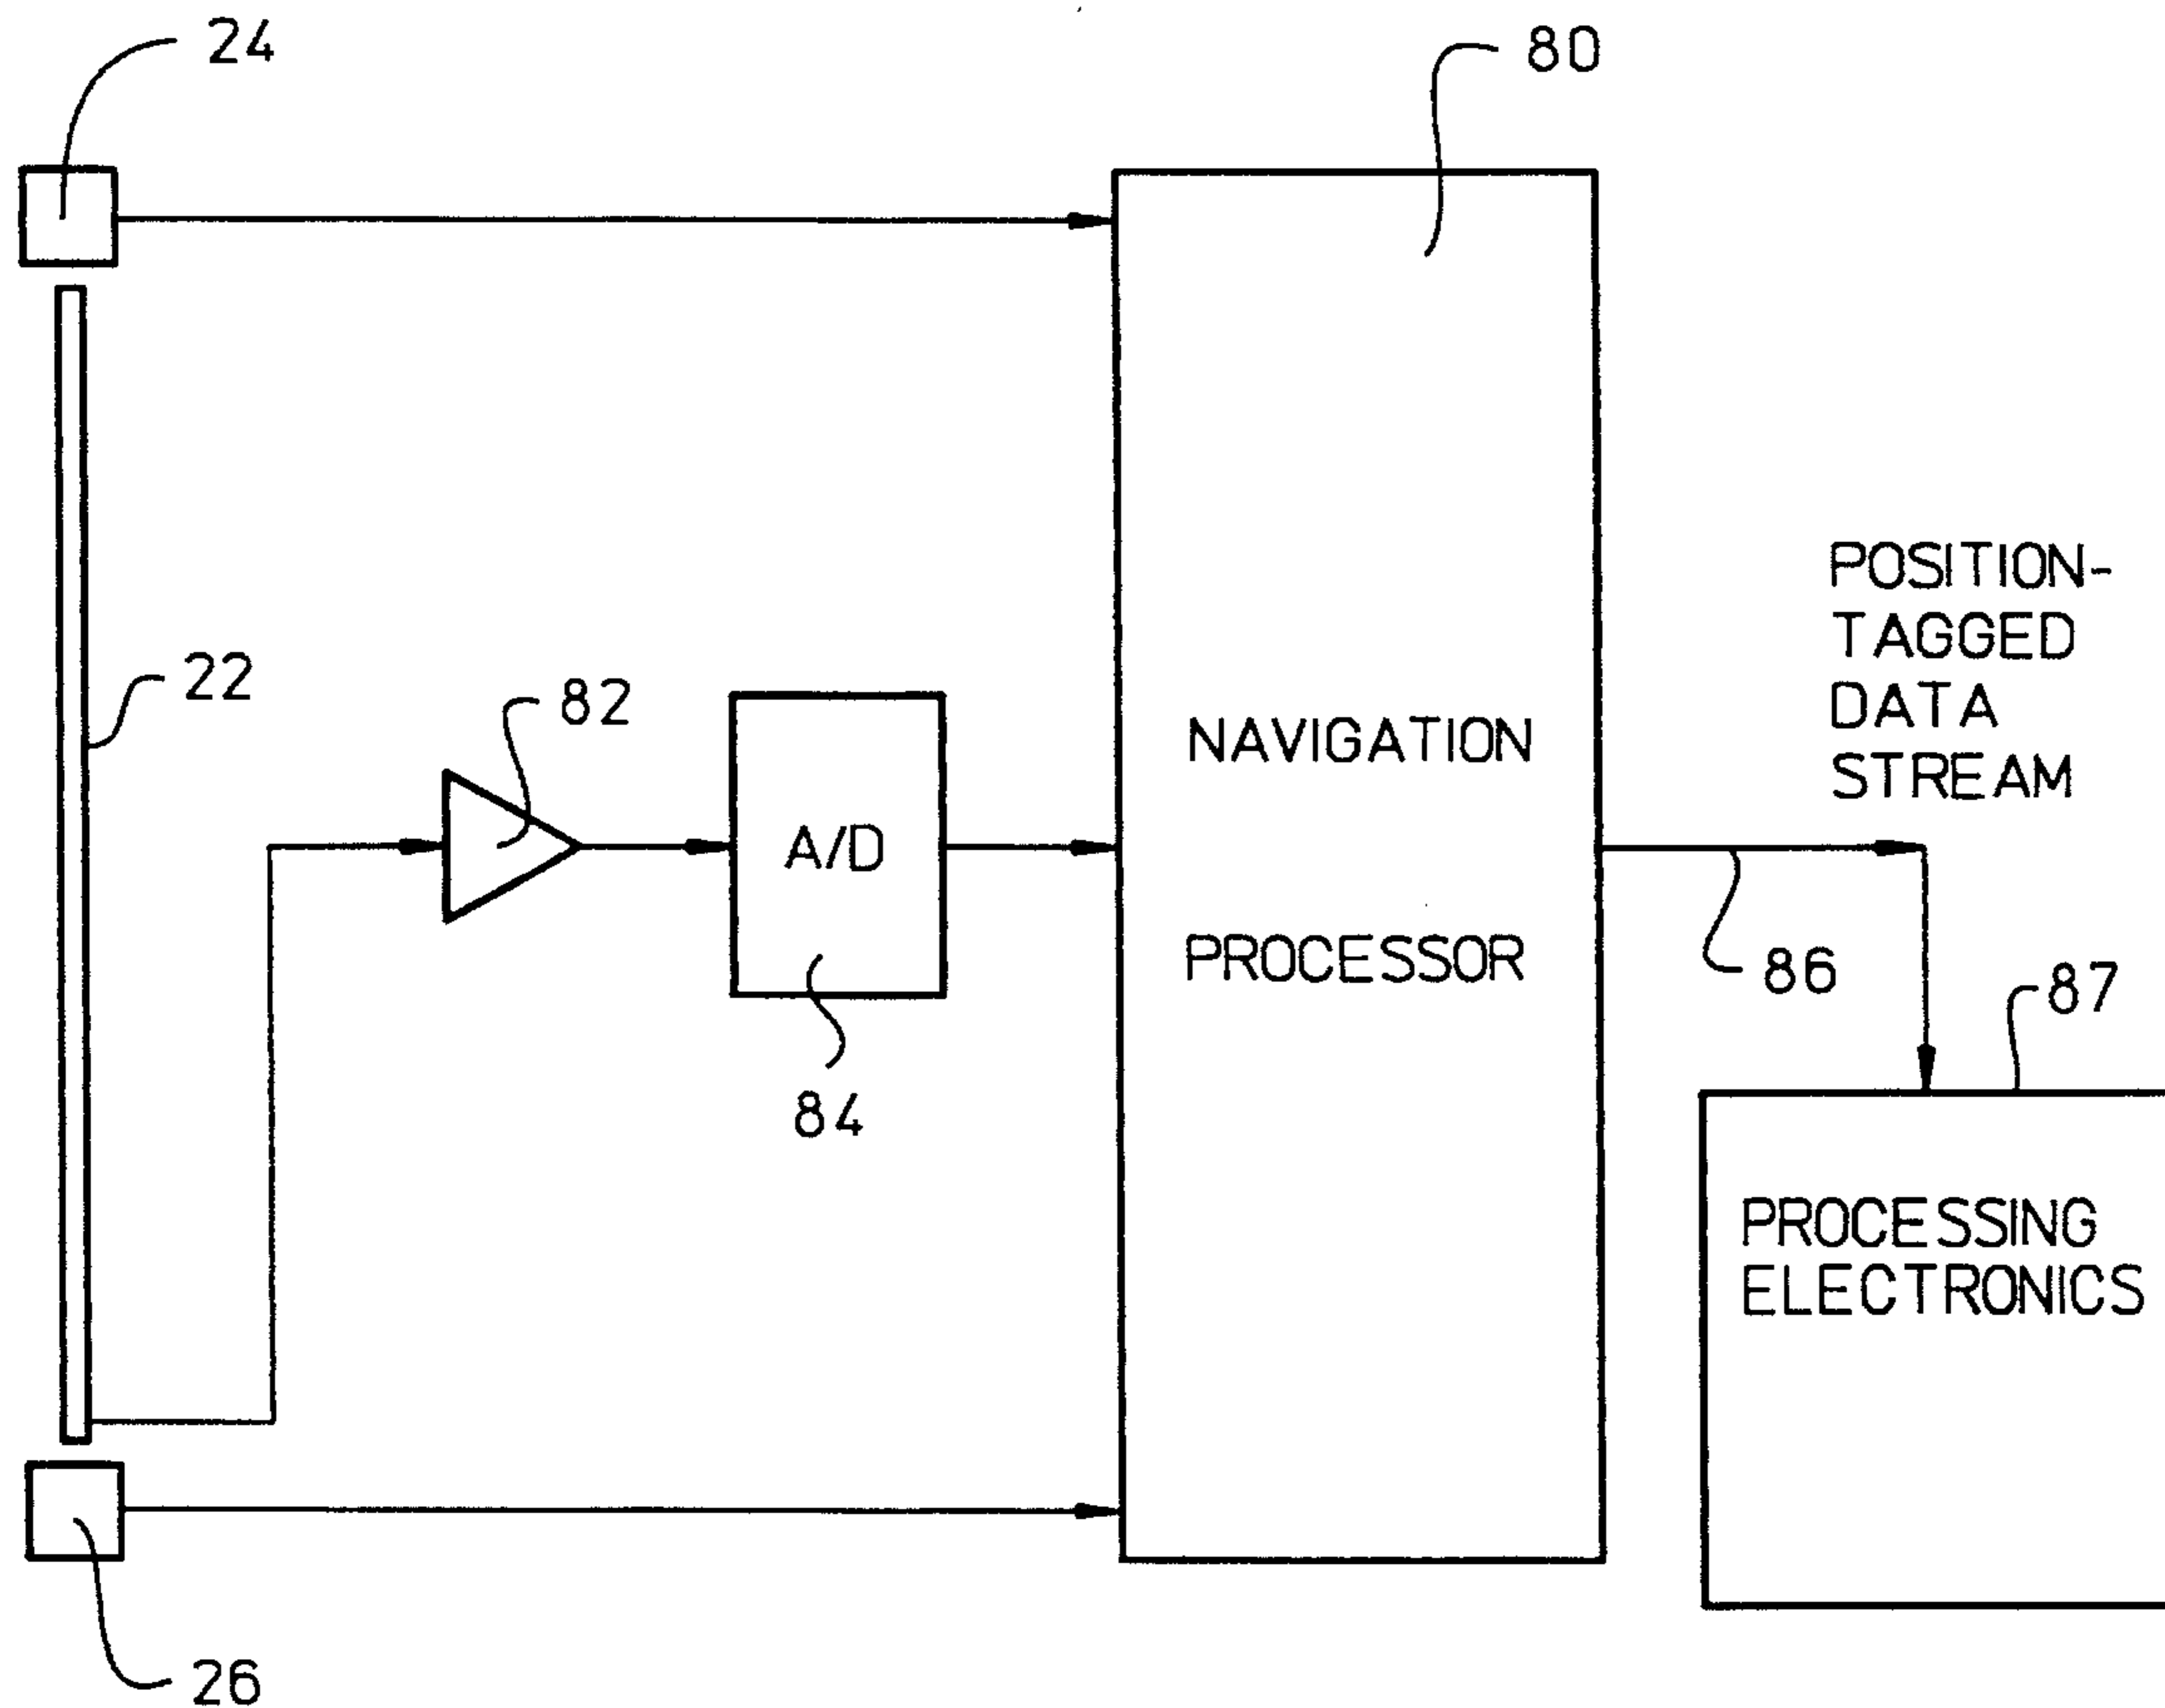 24
80
22
82
NAVIGATION
PROCESSOR
A/D
84
POSITION-
TAGGED
DATA
STREAM
86
87
PROCESSING
ELECTRONICS
26